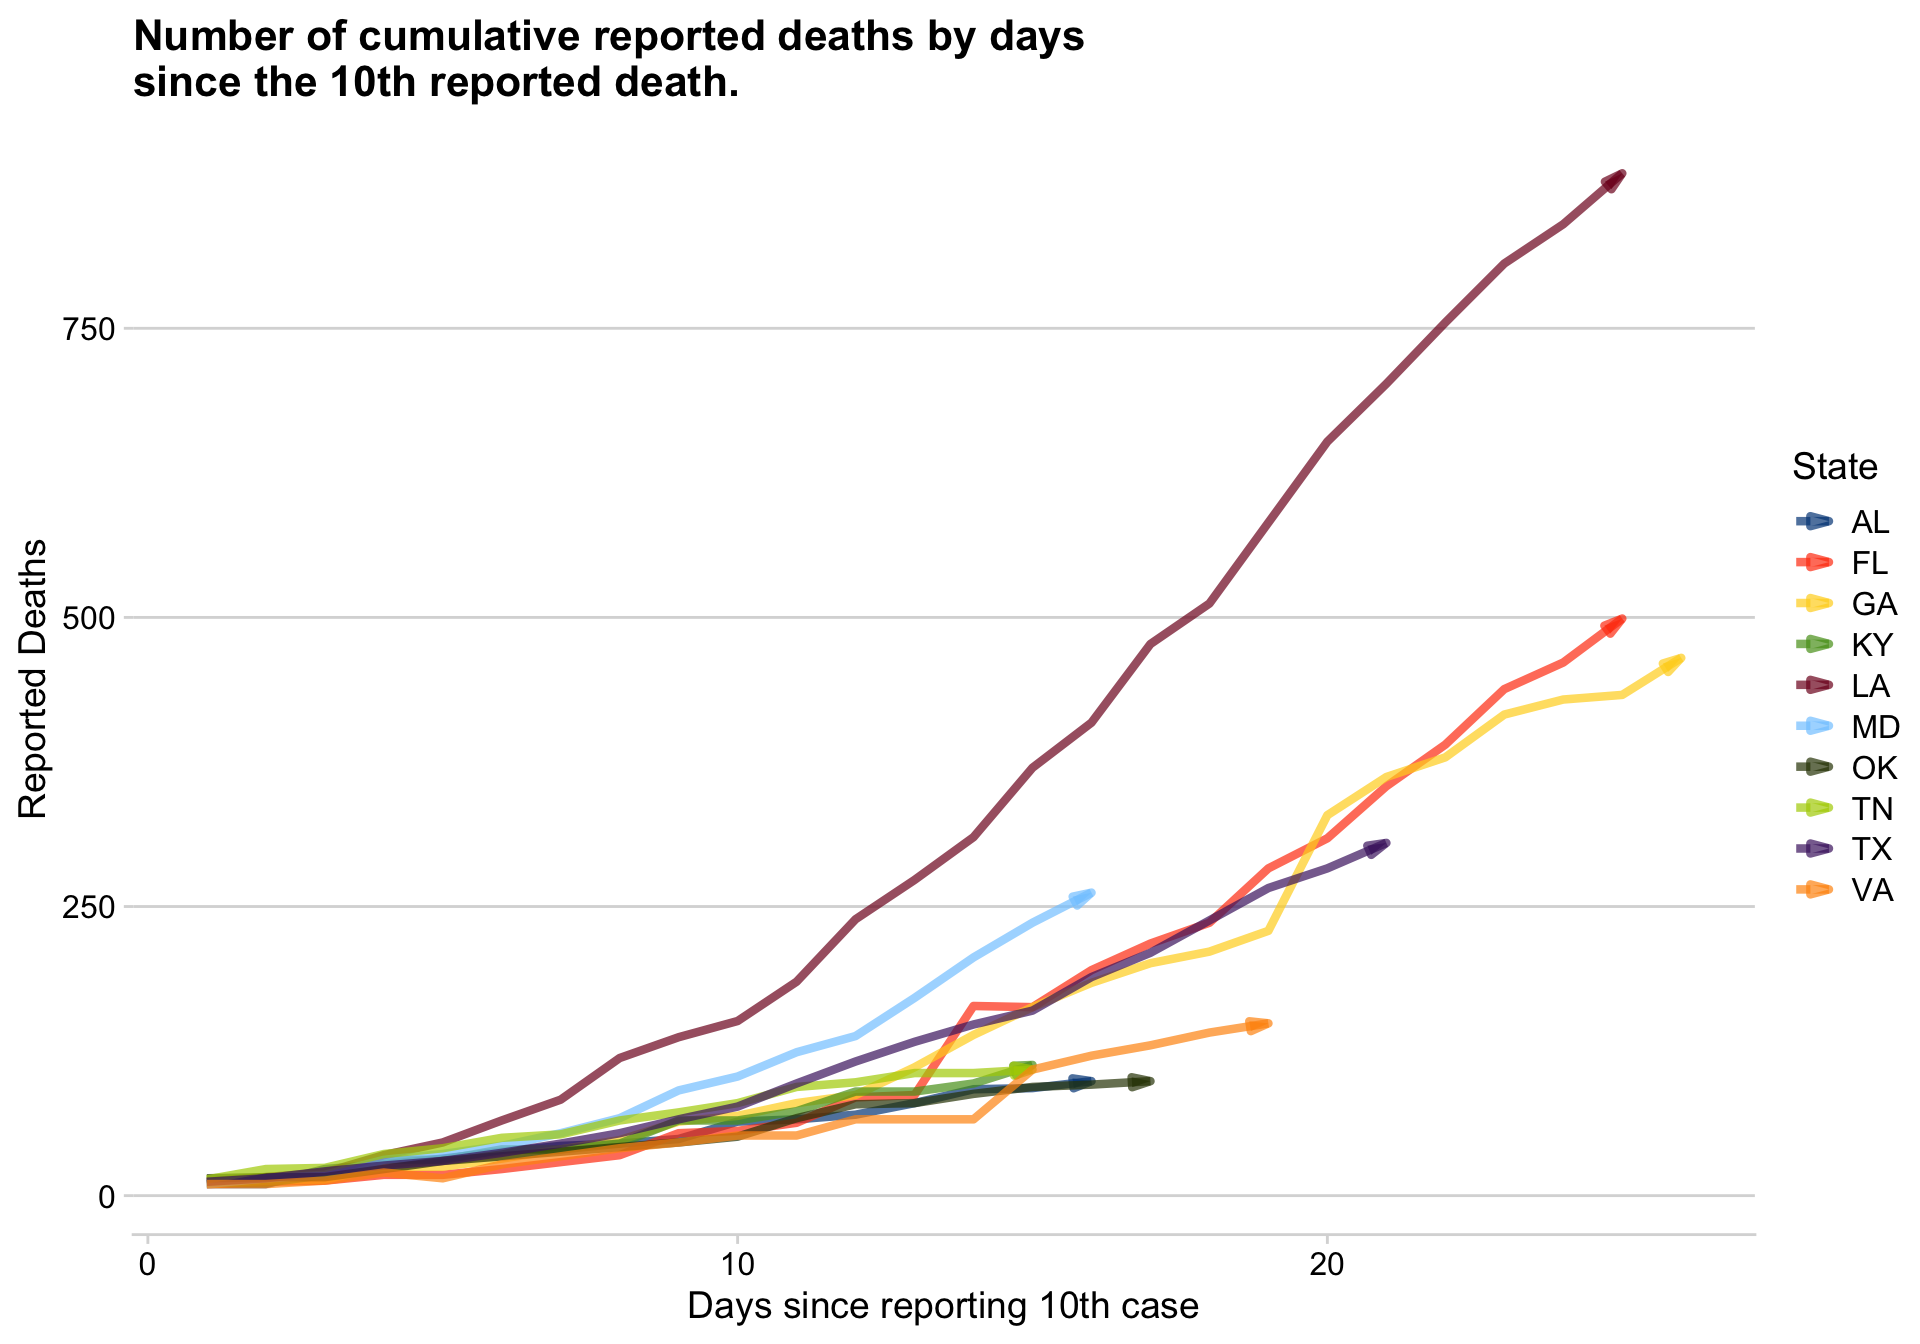 Number of cumulative reported deaths by days
since the 10th reported death.
750
500
250
0
Reported Deaths
0
10
20
Days since reporting 10th case
State
AL
FL
GA
KY
LA
MD
OK
TN
TX
VA